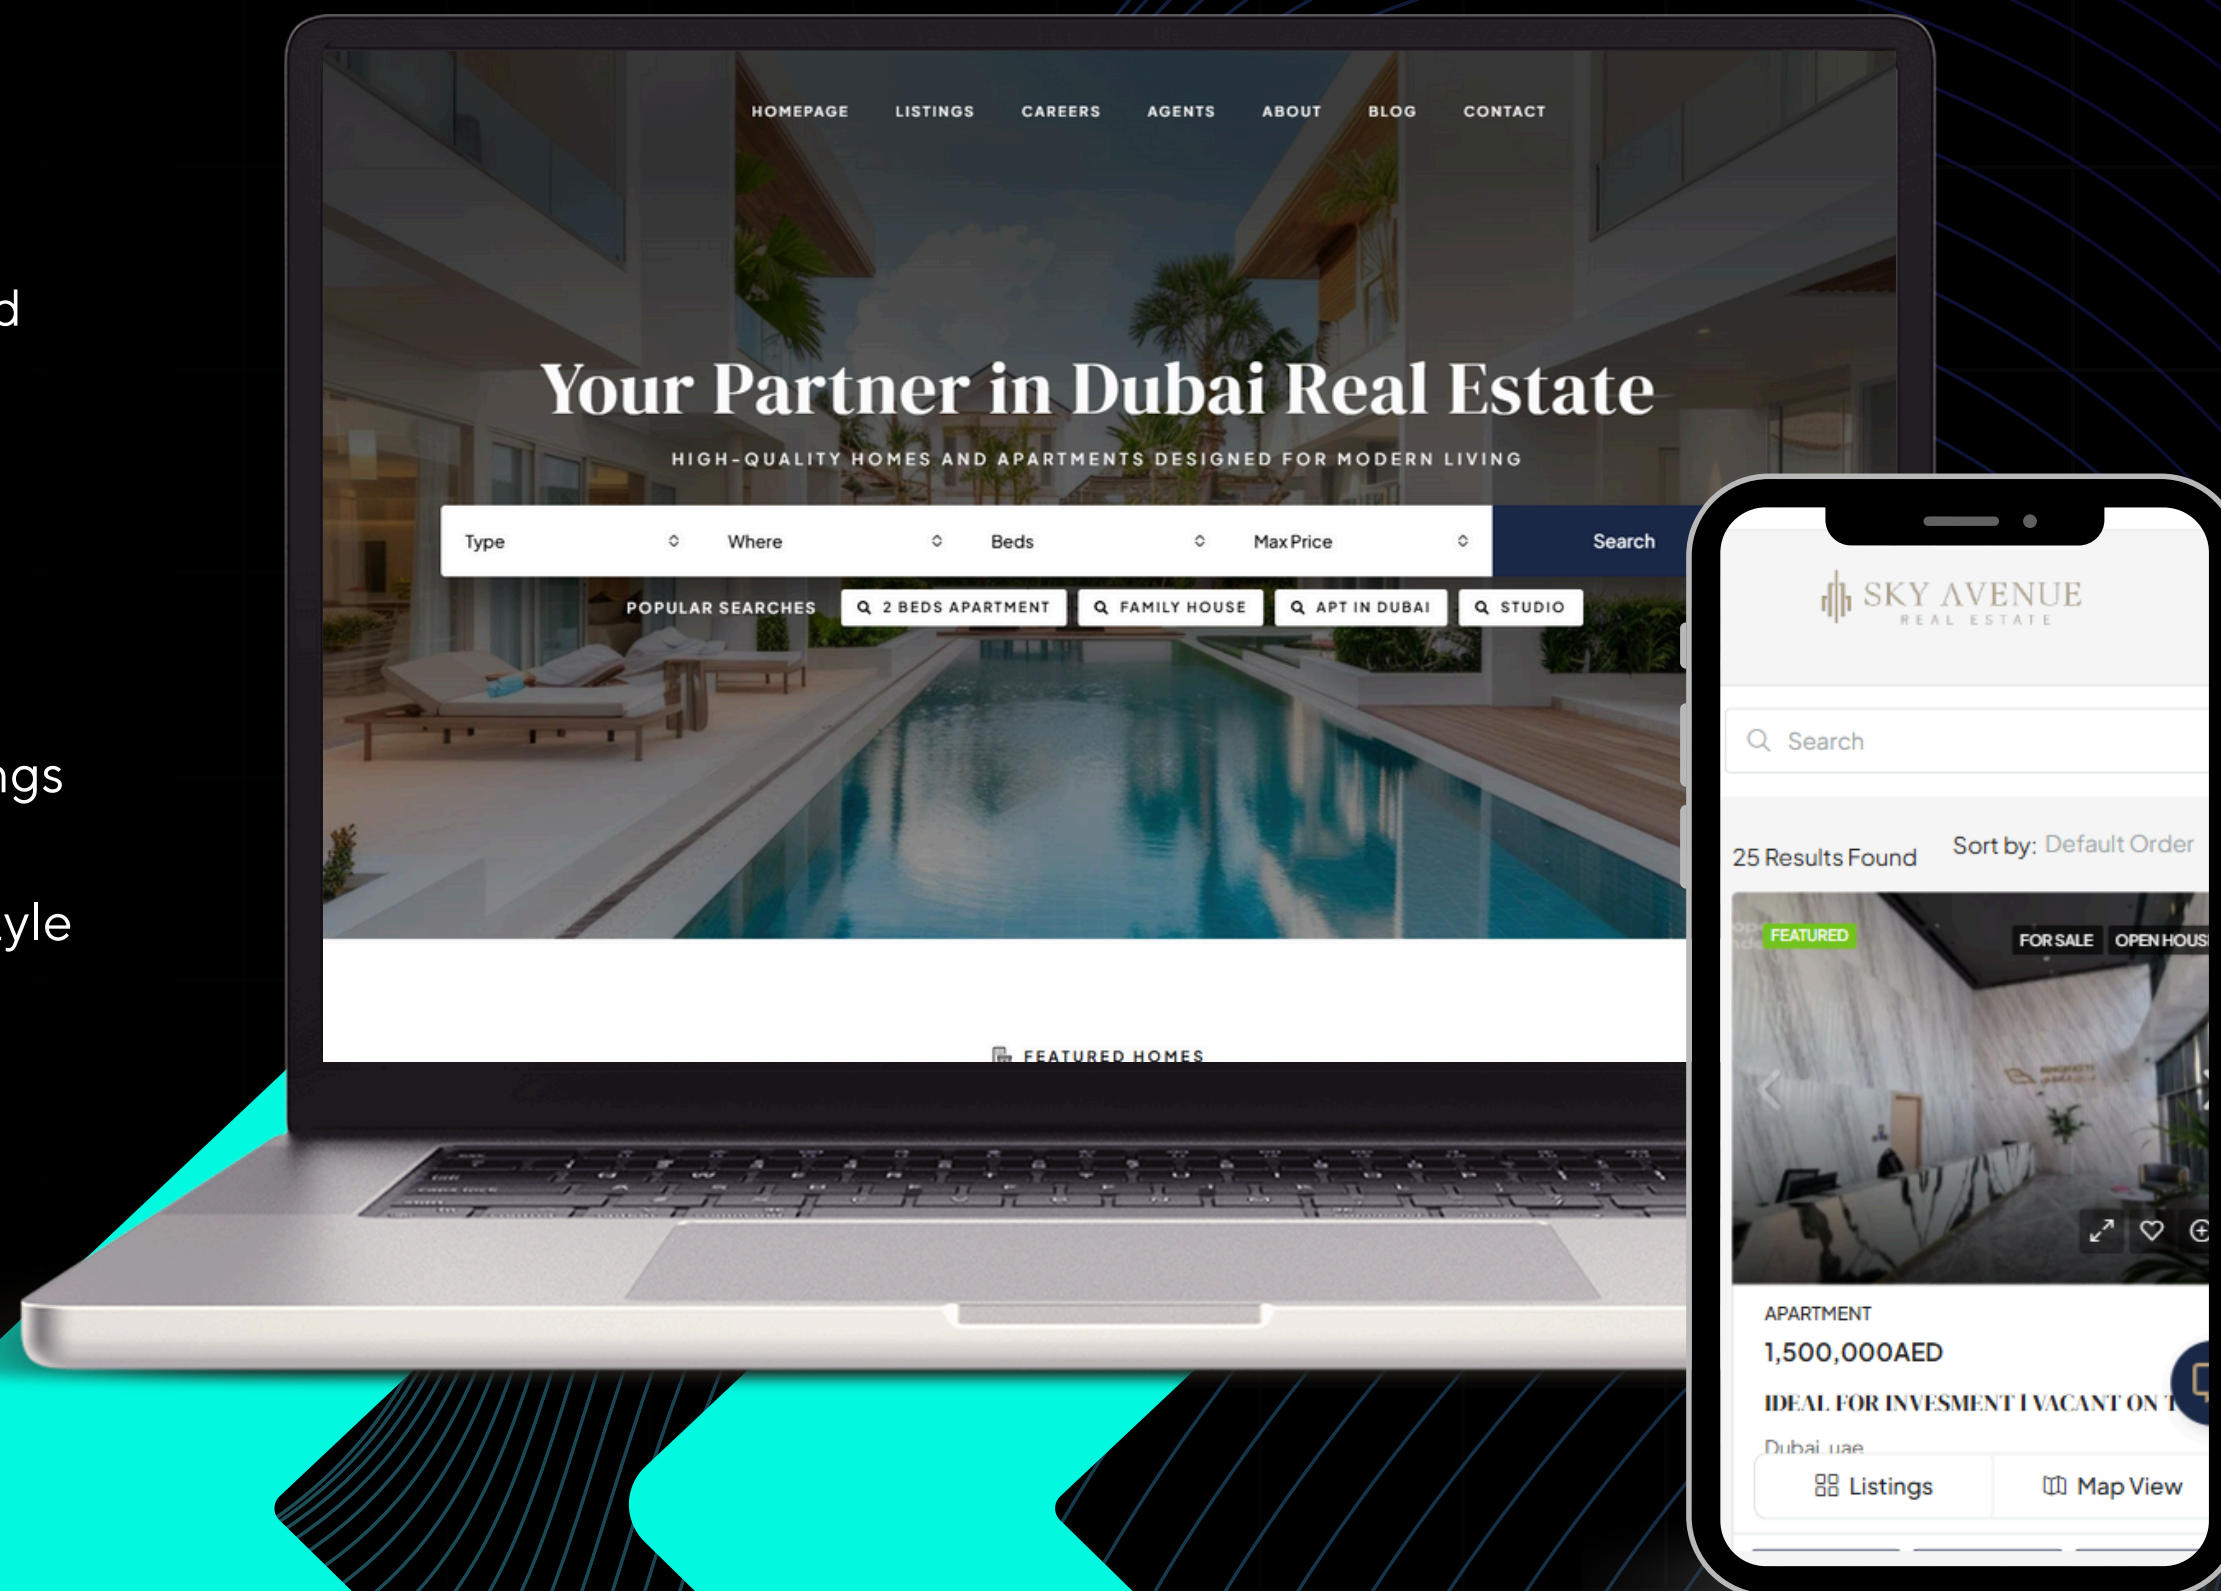 HOMEPAGE LISTINGS CAREERS AGENTS ABOUT BLOG CONTACT
Your Partner in Dubai Real Estate
HIGH-QUALITY HOMES AND APARTMENTS DESIGNED FOR MODERN LIVING
Type Where Beds Max Price Search
POPULAR SEARCHES 2 BEDS APARTMENT FAMILY HOUSE APT IN DUBAI STUDIO
FEATURED HOMES
SKY AVENUE
REAL ESTATE
Search
25 Results Found Sort by: Default Order
FEATURED FOR SALE OPEN
APARTMENT
1,500,000AED
IDEAL FOR INVESMENT | VACANT ON
Dubai, uae
Listings Map View